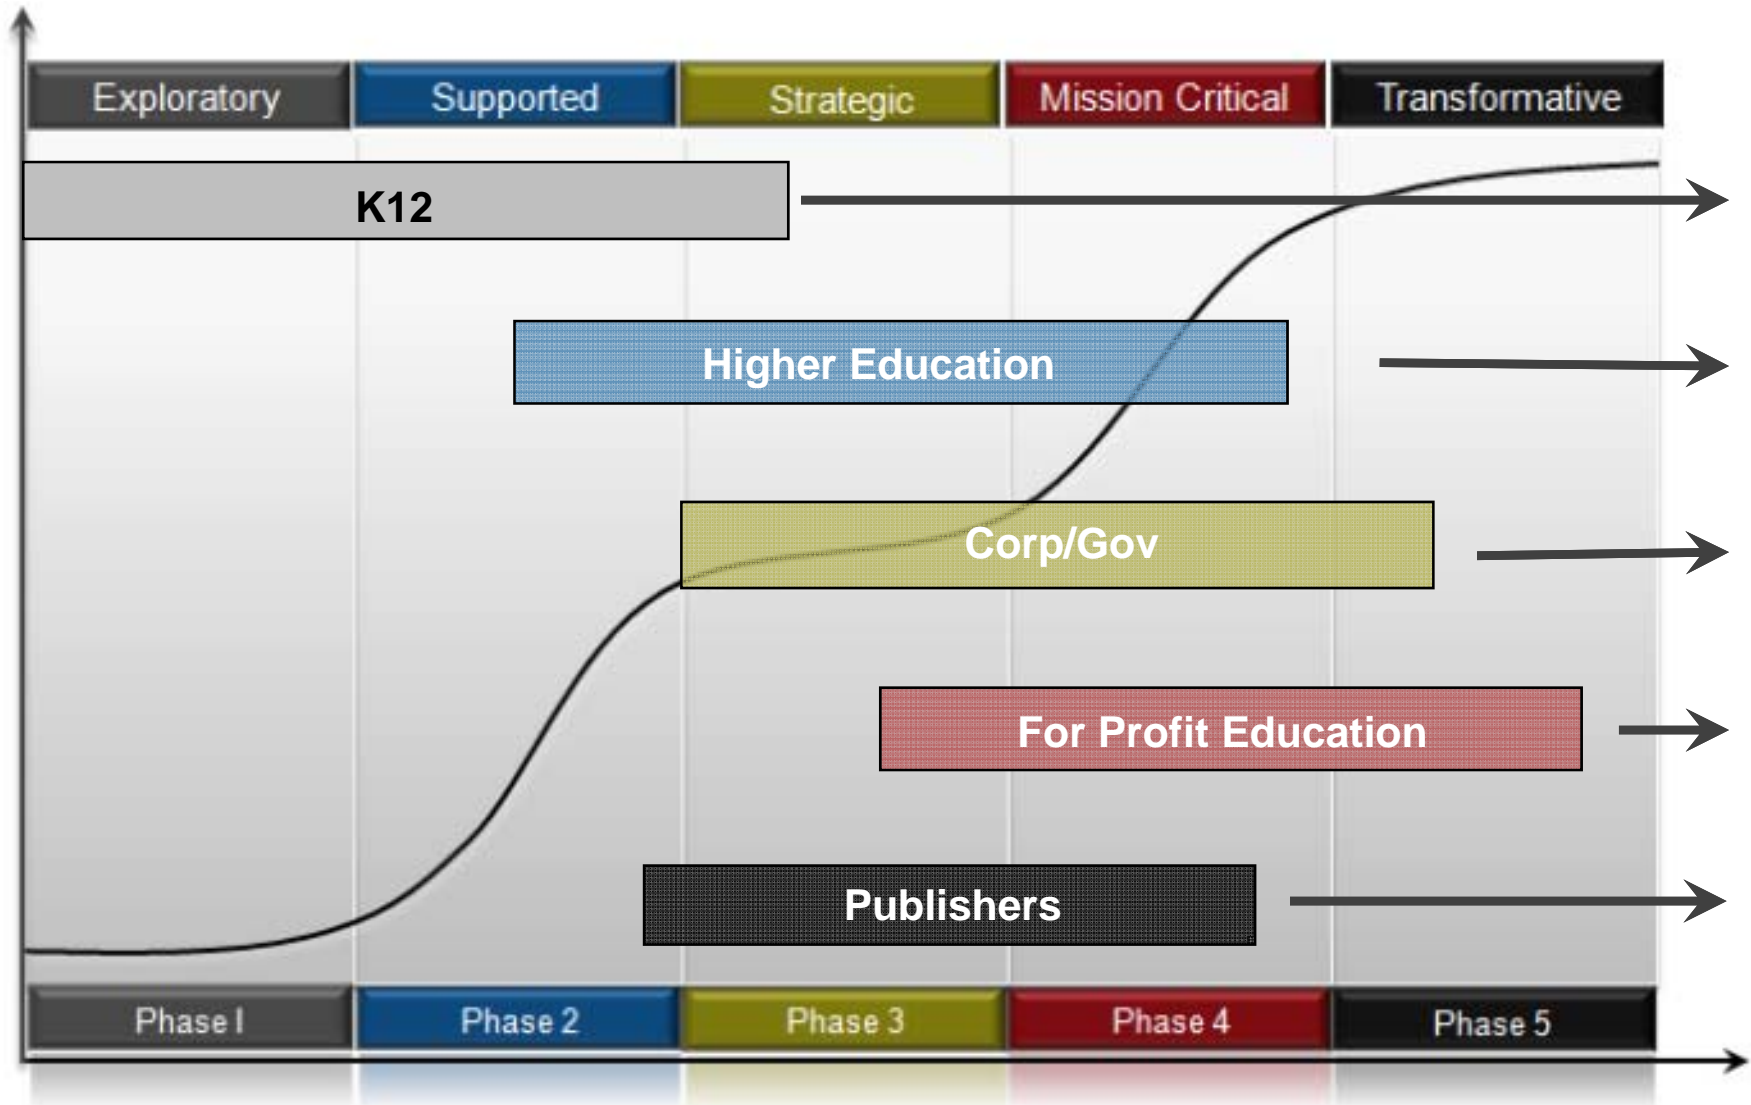 Exploratory
Supported
Strategic
Mission Critical
Transformative
K12
Higher Education
Corp/Gov
For Profit Education
Publishers
Phase I
Phase 2
Phase 3
Phase 4
Phase 5